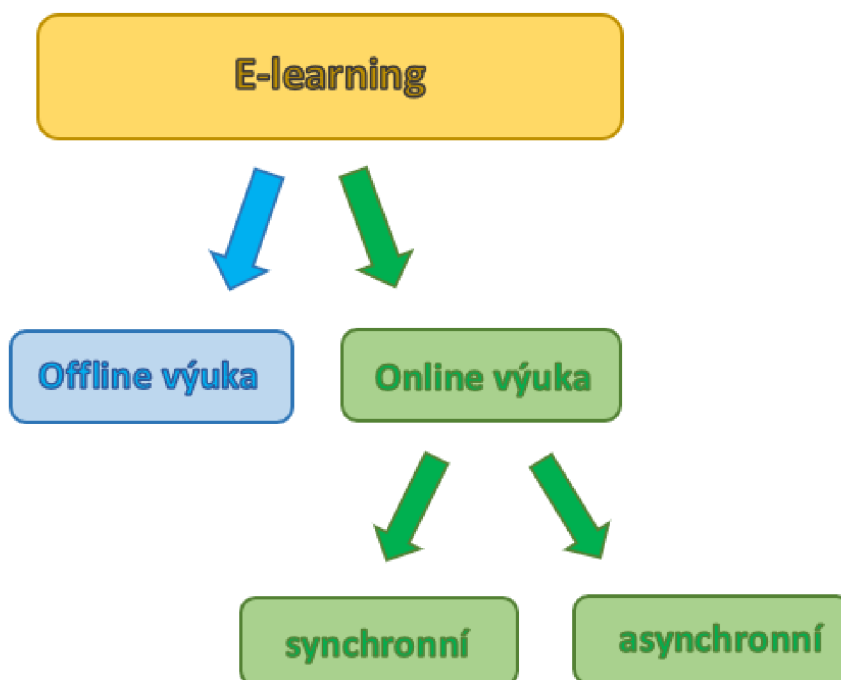 E-learning
Offline výuka
Online výuka
synchronní
asynchronní